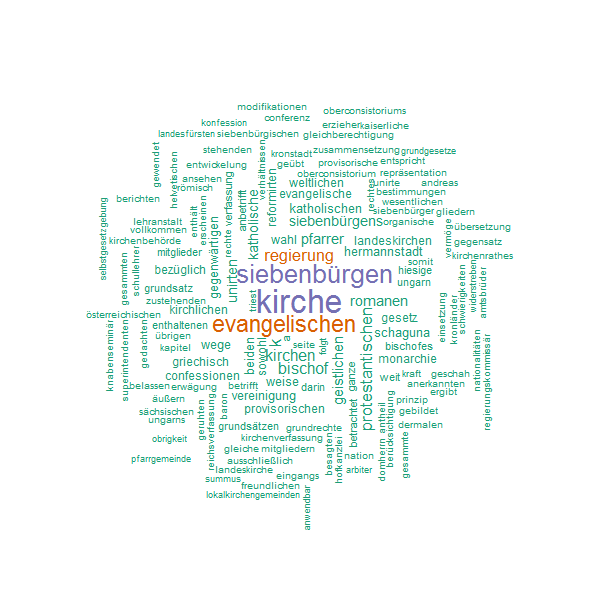 modifikationen
oberconsistoriums
conferenz
konfession
erzieher
kaiserliche
landesfürsten
siebenbürgischen
gleichberechtigung
stehenden
zusammensetzung
grundgesetze
kronstadt
provisorische
entspricht
gewendet
helvetischen
entwickelung
verhältnissen
geübt
oberconsistorium
repräsentation
ansehen
weltlichen
rechtes
unirte
andreas
römisch
evangelische
bestimmungen
berichten
verfassung
reformirten
wesentlichen
selbstgesetzgebung
enthält
erscheinen
anbetrifft
katholische
katholischen
siebenbürger
gliedern
lehranstalt
siebenbürgen
organische
vollkommen
rechte
vermöge
übersetzung
kirchenbehörde
wahl
pfarrer
landeskirchen
gegensatz
mitglieder
gegenwärtigen
regierung
hermannstadt
kirchenrathes
gesammten
schullehrer
bezüglich
unirten
siebenbürgen
hiesige
somit
grundsatz
ungarn
schwierigkeiten
widerstreben
amtsbrüder
zustehenden
triest
kirche
romanen
einsetzung
kronländer
österreichischen
kirchlichen
evangelischen
gesetz
enthaltenen
schaguna
knabenseminär
superintendenten
gedachten
übrigen
wege
beiden
sowohl
k
a
seite
folgt
protestantischen
bischofes
nationalitäten
regierungskommissär
kapitel
griechisch
kirchen
geistlichen
ganze
monarchie
confessionen
bischof
weit
kraft
geschah
belassen
erwägung
betrifft
weise
darin
anerkannten
äußern
vereinigung
prinzip
ergibt
sächsischen
baron
provisorischen
betrachtet
antheil
gebildet
ungarns
geruhten
reichsverfassung
grundsätzen
grundrechte
berücksichtigung
dermalen
obrigkeit
kirchenverfassung
gleiche
mitgliedern
besagten
hofkanzlei
nation
domherrn
gesammte
pfarrgemeinde
ausschließlich
landeskirche
eingangs
arbiter
summus
freundlichen
lokalkirchengemeinden
anwendbar